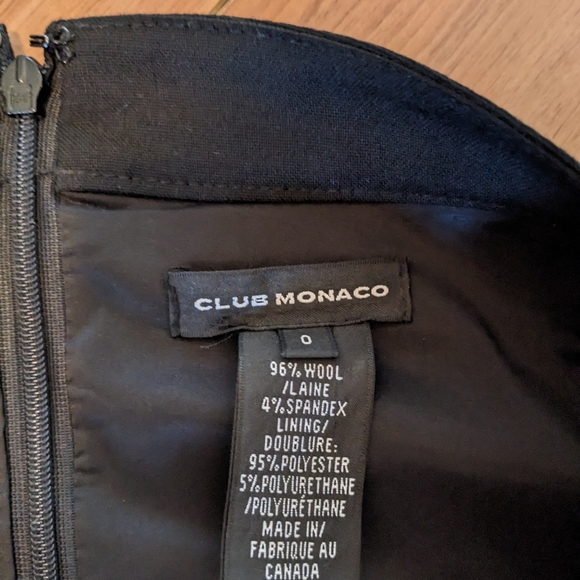 CLUB MONACO
0
96% WOOL
/LAINE
4% SPANDEX
LINING/
DOUBLURE:
95% POLYESTER
5% POLYURETHANE
/POLYURÉTHANE
MADE IN/
FABRIQUE AU
CANADA